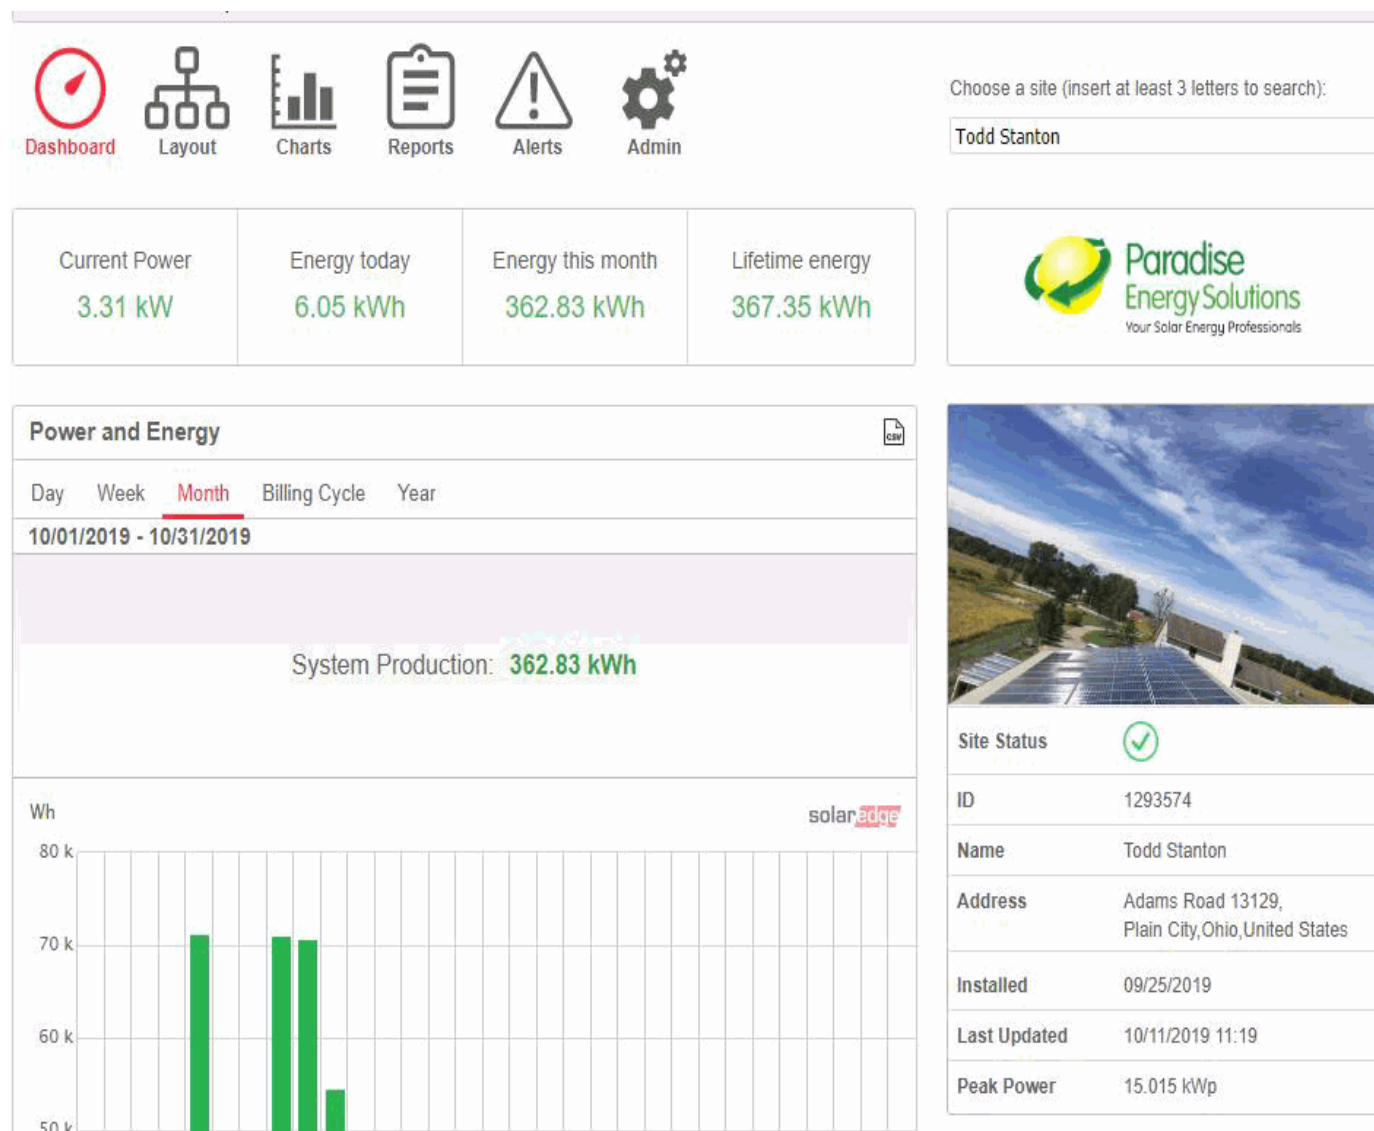 Dashboard
Layout
Charts
Reports
Alerts
Admin
Choose a site (insert at least 3 letters to search):
Todd Stanton
Current Power
3.31 kW
Energy today
6.05 kWh
Energy this month
362.83 kWh
Lifetime energy
367.35 kWh
Paradise
Energy Solutions
Your Solar Energy Professionals
Power and Energy
CSV
Day Week Month Billing Cycle Year
10/01/2019 - 10/31/2019
System Production: 362.83 kWh
Wh
solaredge
80 k
70 k
60 k
50 k
Site Status
ID 1293574
Name Todd Stanton
Address Adams Road 13129,
Plain City,Ohio,United States
Installed 09/25/2019
Last Updated 10/11/2019 11:19
Peak Power 15.015 kWp